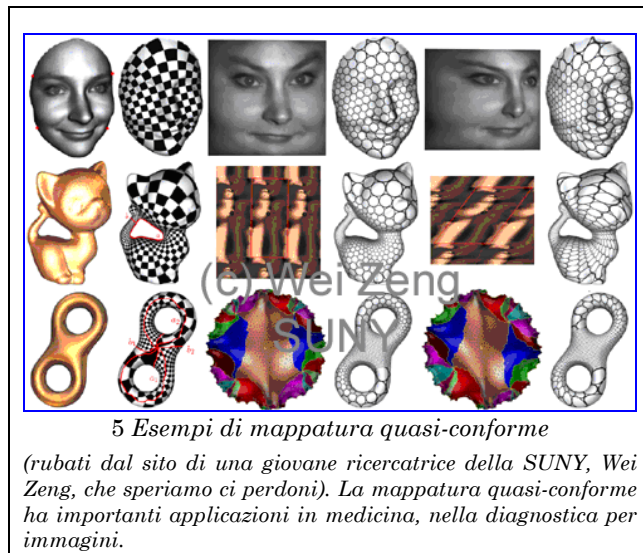 (c) Wei Zeng
SUNY
5 Esempi di mappatura quasi-conforme
(rubati dal sito di una giovane ricercatrice della SUNY, Wei
Zeng, che speriamo ci perdoni). La mappatura quasi-conforme
ha importanti applicazioni in medicina, nella diagnostica per
immagini.